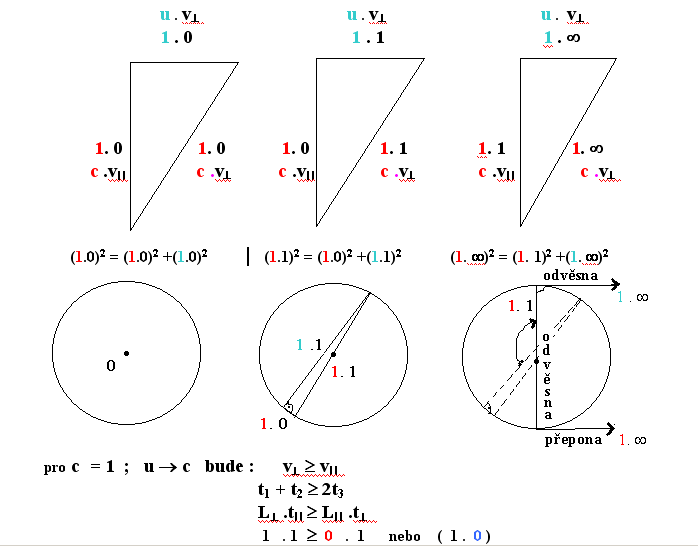 u . v⊥ u . v⊥ u . v⊥
1 . 0 1 . 1 1 . ∞
1. 0 1. 0 1. 0 1. 1 1. 1 1. ∞
c .v|| c .v⊥ c .v|| c .v⊥ c .v|| c .v⊥
(1.0)² = (1.0)² +(1.0)² | (1.1)² = (1.0)² +(1.1)² (1. ∞)² = (1. 1)² +(1. ∞)²
odvěsna
1 . ∞
1. 1
0
1 .1
1. 1
odvěsna
1. 0
přepona 1. ∞
pro c = 1 ; u → c bude : v⊥ ≥ v||
t₁ + t₂ ≥ 2t₃
L⊥ .t|| ≥ L|| .t⊥
1 .1 ≥ 0 . 1 nebo ( 1 . 0 )